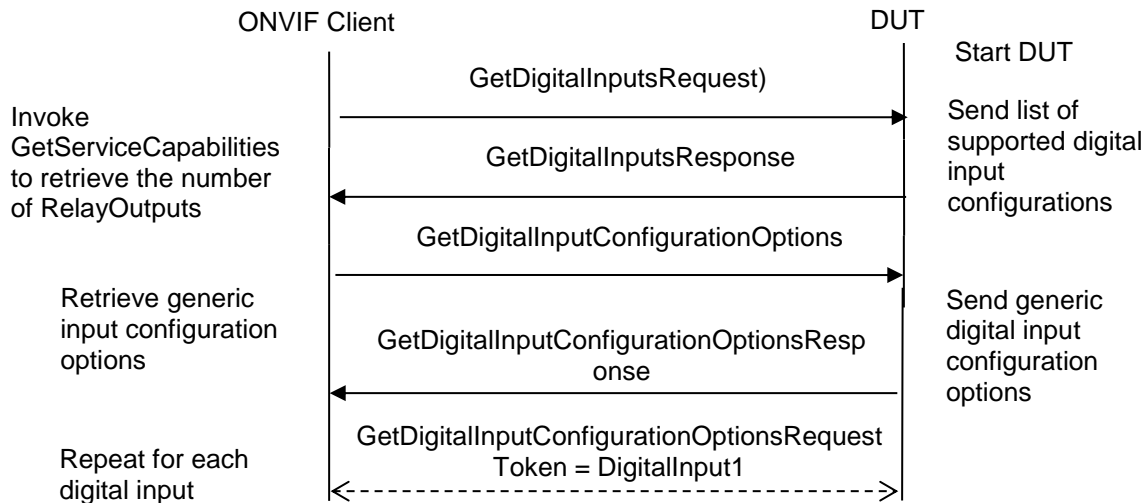 ONVIF Client
DUT
Start DUT
GetDigitalInputsRequest)
Invoke
GetServiceCapabilities
to retrieve the number
of RelayOutputs
Send list of
supported digital
input
configurations
GetDigitalInputsResponse
GetDigitalInputConfigurationOptions
Retrieve generic
input configuration
options
Send generic
digital input
configuration
options
GetDigitalInputConfigurationOptionsResp
onse
GetDigitalInputConfigurationOptionsRequest
Token = DigitalInput1
Repeat for each
digital input